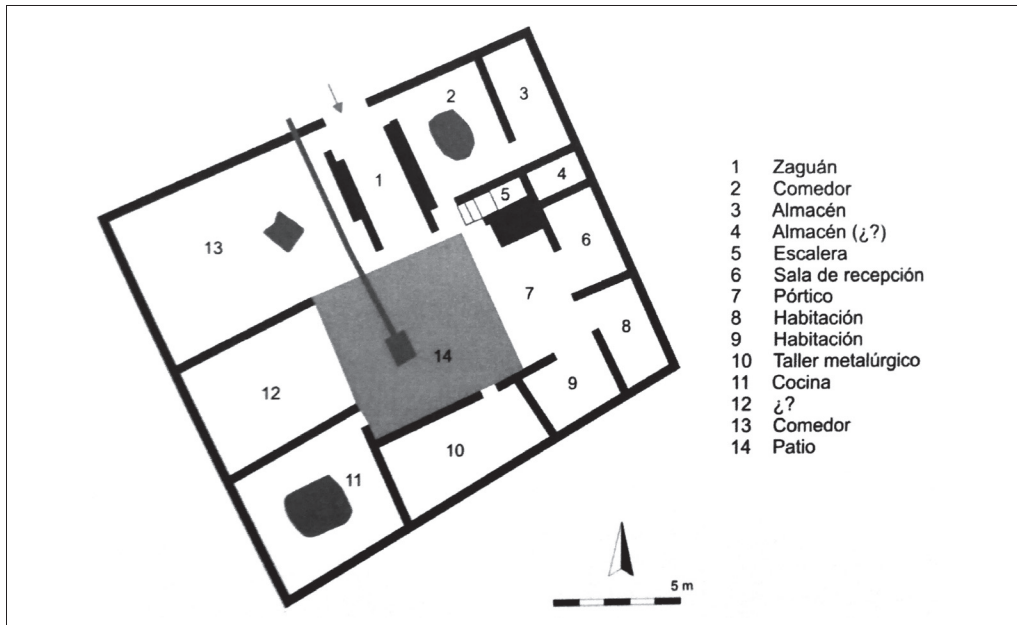 2
3
1
5
4
13
6
7
14
8
9
12
10
11
1 Zaguán
2 Comedor
3 Almacén
4 Almacén (¿?)
5 Escalera
6 Sala de recepción
7 Pórtico
8 Habitación
9 Habitación
10 Taller metalúrgico
11 Cocina
12 ¿?
13 Comedor
14 Patio
5 m